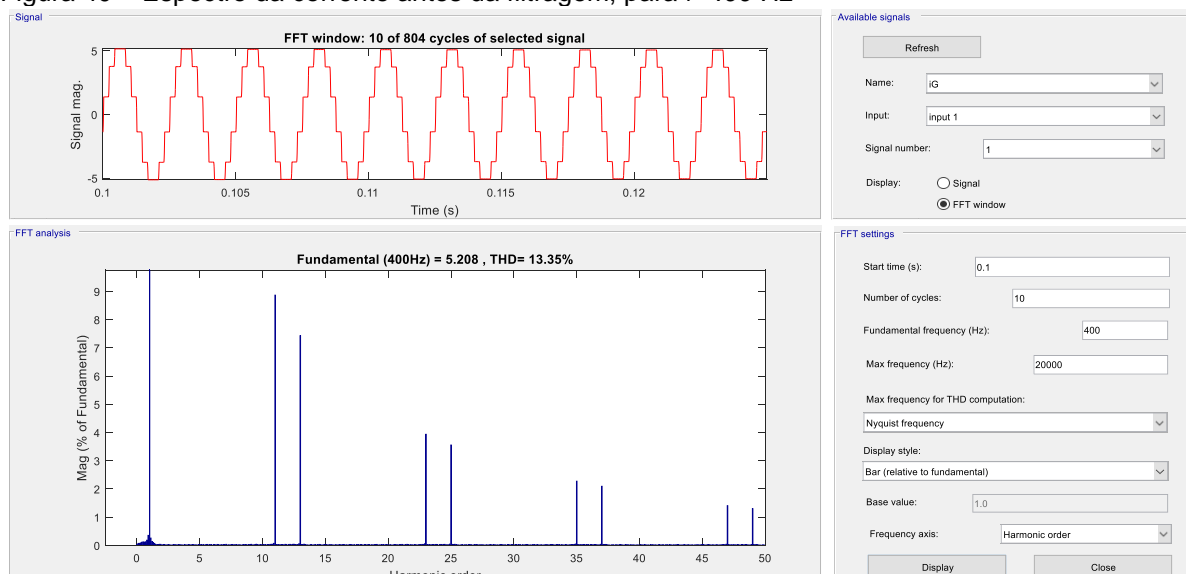 Signal
FFT window: 10 of 804 cycles of selected signal
5
0
-5
Signal mag.
0.1
0.105
0.11
0.115
0.12
Time (s)
Available signals
Refresh
Name:
iG
Input:
input 1
Signal number:
1
Display:
Signal
FFT window
FFT analysis
Fundamental (400Hz) = 5.208 , THD= 13.35%
9
8
7
6
5
4
3
2
1
0
Mag (% of Fundamental)
0
5
10
15
20
25
30
35
40
45
50
FFT settings
Start time (s):
0.1
Number of cycles:
10
Fundamental frequency (Hz):
400
Max frequency (Hz):
20000
Max frequency for THD computation:
Nyquist frequency
Display style:
Bar (relative to fundamental)
Base value:
1.0
Frequency axis:
Harmonic order
Display
Close